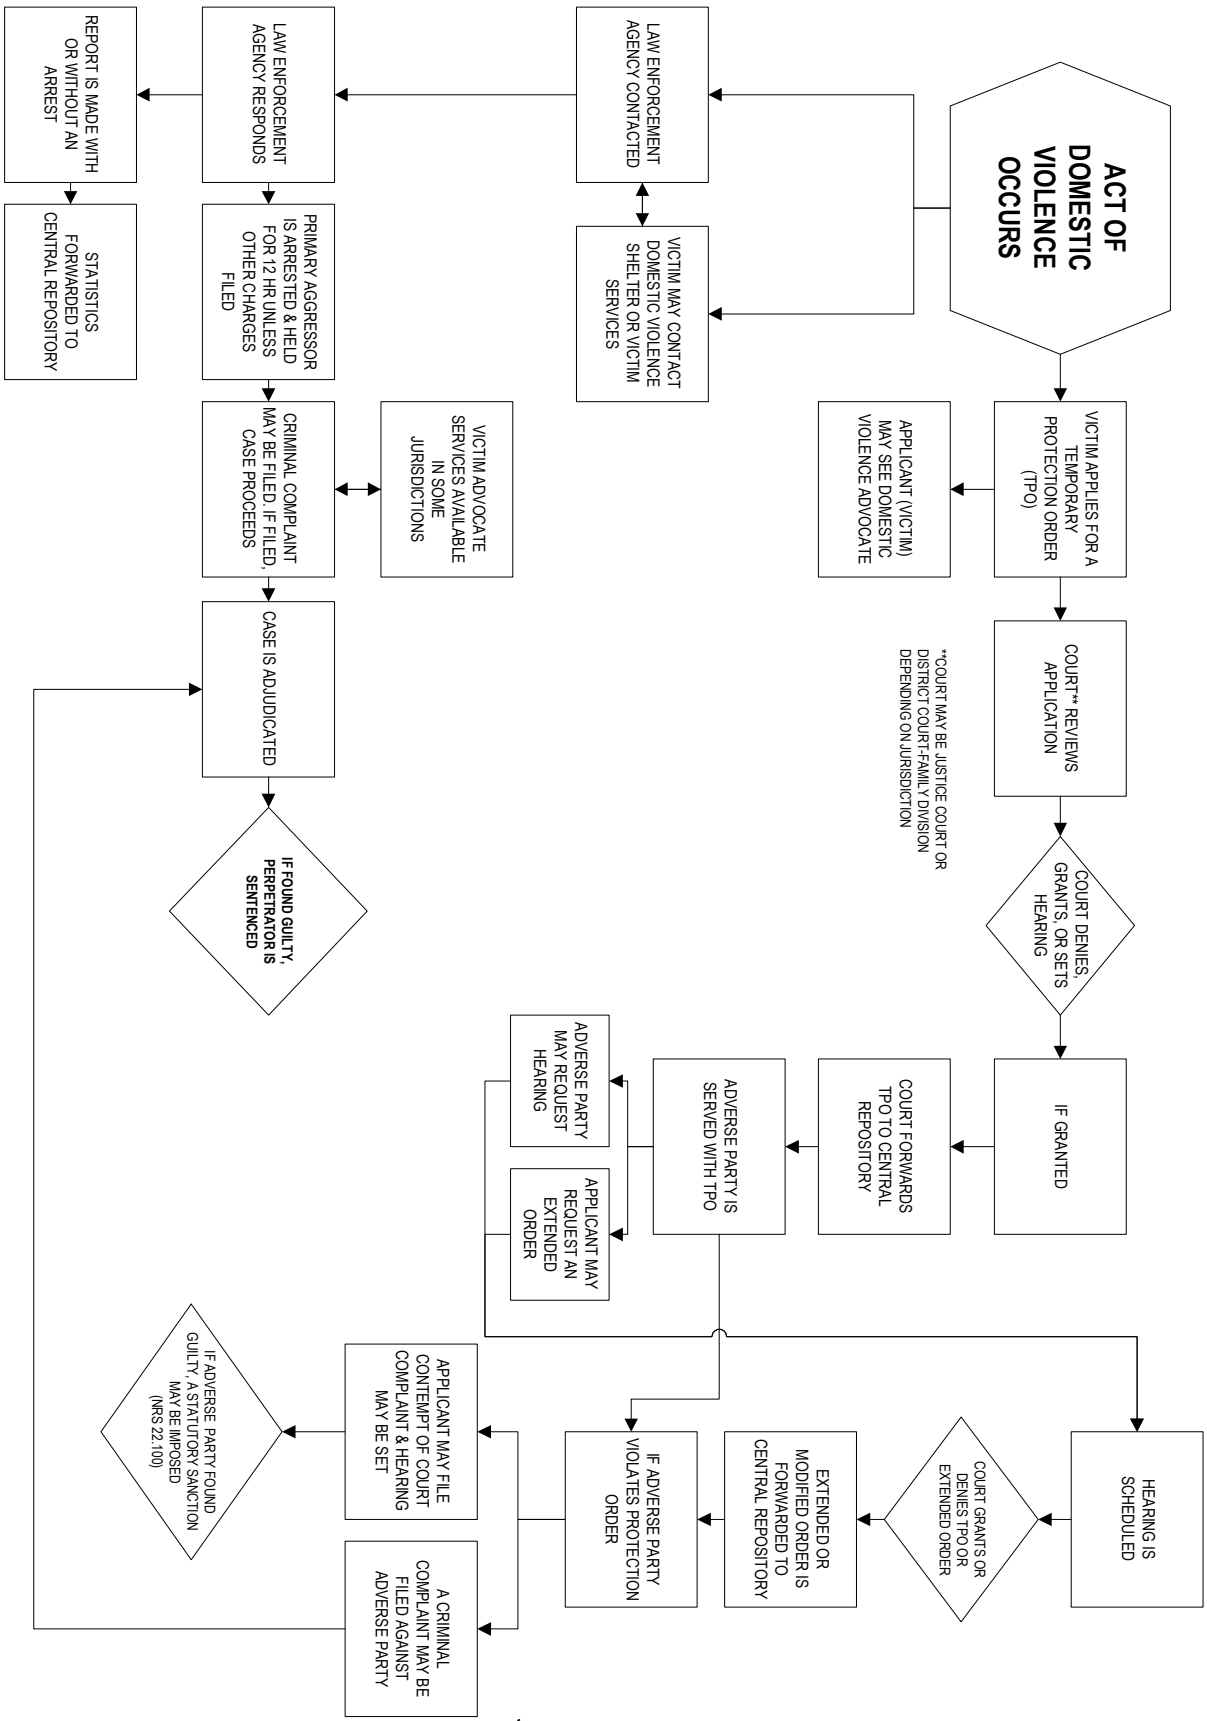 ACT OF
DOMESTIC
VIOLENCE
OCCURS
VICTIM APPLIES FOR A
TEMPORARY
PROTECTION ORDER
(TPO)
COURT** REVIEWS
APPLICATION
COURT DENIES,
GRANTS, OR SETS
HEARING
IF GRANTED
HEARING IS
SCHEDULED
APPLICANT (VICTIM)
MAY SEE DOMESTIC
VIOLENCE ADVOCATE
**COURT MAY BE JUSTICE COURT OR
DISTRICT COURT-FAMILY DIVISION
DEPENDING ON JURISDICTION
COURT FORWARDS
TPO TO CENTRAL
REPOSITORY
COURT GRANTS OR
DENIES TPO OR
EXTENDED ORDER
LAW ENFORCEMENT
AGENCY CONTACTED
VICTIM MAY CONTACT
DOMESTIC VIOLENCE
SHELTER OR VICTIM
SERVICES
ADVERSE PARTY IS
SERVED WITH TPO
EXTENDED OR
MODIFIED ORDER IS
FORWARDED TO
CENTRAL REPOSITORY
ADVERSE PARTY
MAY REQUEST
HEARING
APPLICANT MAY
REQUEST AN
EXTENDED
ORDER
IF ADVERSE PARTY
VIOLATES PROTECTION
ORDER
VICTIM ADVOCATE
SERVICES AVAILABLE
IN SOME
JURISDICTIONS
APPLICANT MAY FILE
CONTEMPT OF COURT
COMPLAINT & HEARING
MAY BE SET
A CRIMINAL
COMPLAINT MAY BE
FILED AGAINST
ADVERSE PARTY
LAW ENFORCEMENT
AGENCY RESPONDS
PRIMARY AGGRESSOR
IS ARRESTED & HELD
FOR 12 HR UNLESS
OTHER CHARGES
FILED
CRIMINAL COMPLAINT
MAY BE FILED. IF FILED,
CASE PROCEEDS
CASE IS ADJUDICATED
IF FOUND GUILTY,
PERPETRATOR IS
SENTENCED
IF ADVERSE PARTY FOUND
GUILTY, A STATUTORY SANCTION
MAY BE IMPOSED
(NRS 22.100)
REPORT IS MADE WITH
OR WITHOUT AN
ARREST
STATISTICS
FORWARDED TO
CENTRAL REPOSITORY